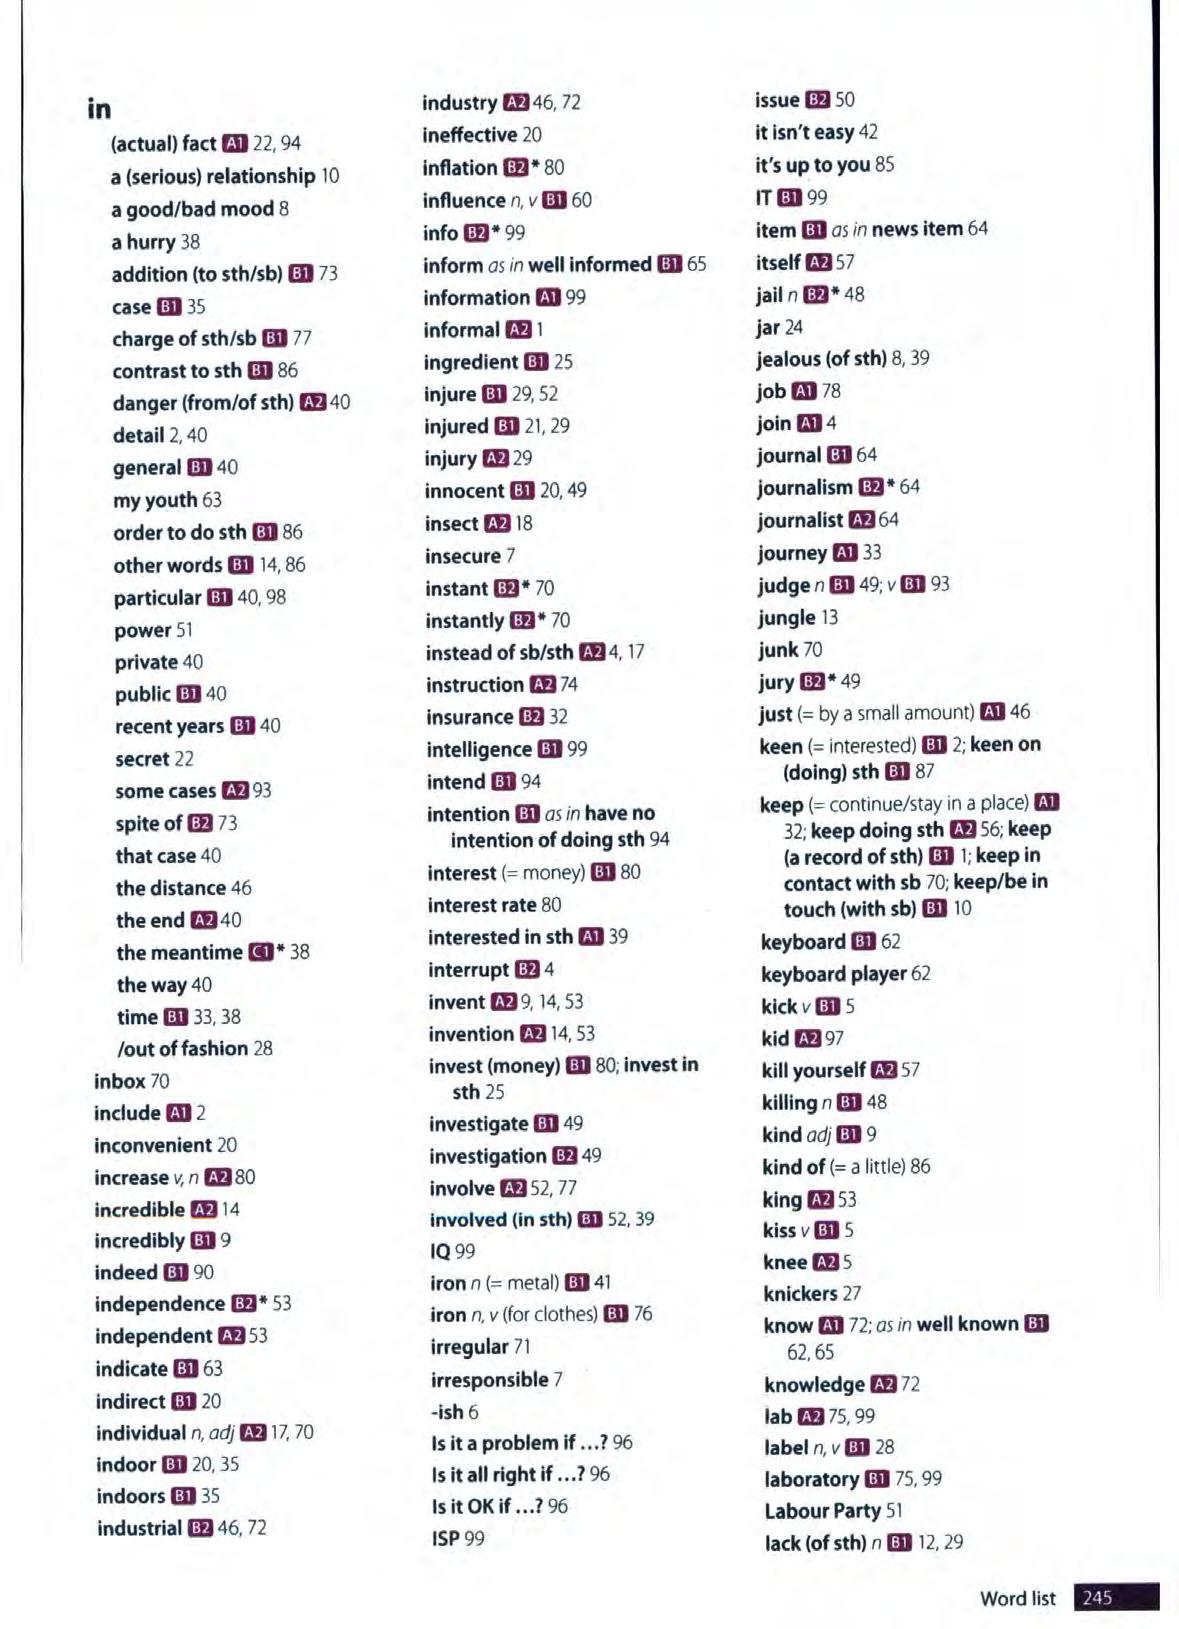 in
(actual) fact A1 22, 94
a (serious) relationship 10
a good/bad mood 8
a hurry 38
addition (to sth/sb) B1 73
case B1 35
charge of sth/sb B1 77
contrast to sth B1 86
danger (from/of sth) A2 40
detail 2, 40
general B1 40
my youth 63
order to do sth B1 86
other words B1 14, 86
particular B1 40, 98
power 51
private 40
public B1 40
recent years B1 40
secret 22
some cases A2 93
spite of B2 73
that case 40
the distance 46
the end A2 40
the meantime C1* 38
the way 40
time B1 33, 38
/out of fashion 28
inbox 70
include A1 2
inconvenient 20
increase v, n A2 80
incredible A2 14
incredibly B1 9
indeed B1 90
independence B2* 53
independent A2 53
indicate B1 63
indirect B1 20
individual n, adj A2 17, 70
indoor B1 20, 35
indoors B1 35
industrial B2 46, 72
industry A2 46, 72
ineffective 20
inflation B2* 80
influence n, v B1 60
info B2* 99
inform as in well informed B1 65
information A1 99
informal A2 1
ingredient B1 25
injure B1 29, 52
injured B1 21, 29
injury A2 29
innocent B1 20, 49
insect A2 18
insecure 7
instant B2* 70
instantly B2* 70
instead of sb/sth A2 4, 17
instruction A2 74
insurance B2 32
intelligence B1 99
intend B1 94
intention B1 as in have no
intention of doing sth 94
interest (= money) B1 80
interest rate 80
interested in sth A1 39
interrupt B2 4
invent A2 9, 14, 53
invention A2 14, 53
invest (money) B1 80; invest in
sth 25
investigate B1 49
investigation B2 49
involve A2 52, 77
involved (in sth) B1 52, 39
IQ 99
iron n (= metal) B1 41
iron n, v (for clothes) B1 76
irregular 71
irresponsible 7
-ish 6
Is it a problem if ...? 96
Is it all right if ...? 96
Is it OK if ...? 96
ISP 99
issue B2 50
it isn't easy 42
it's up to you 85
IT B1 99
item B1 as in news item 64
itself A2 57
jail n B2* 48
jar 24
jealous (of sth) 8, 39
job A1 78
join A1 4
journal B1 64
journalism B2* 64
journalist A2 64
journey A1 33
judge n B1 49; v B1 93
jungle 13
junk 70
jury B2* 49
just (= by a small amount) A1 46
keen (= interested) B1 2; keen on
(doing) sth B1 87
keep (= continue/stay in a place) A1
32; keep doing sth A2 56; keep
(a record of sth) B1 1; keep in
contact with sb 70; keep/be in
touch (with sb) B1 10
keyboard B1 62
keyboard player 62
kick v B1 5
kid A2 97
kill yourself A2 57
killing n B1 48
kind adj B1 9
kind of (= a little) 86
king A2 53
kiss v B1 5
knee A2 5
knickers 27
know A1 72; as in well known B1
62, 65
knowledge A2 72
lab A2 75, 99
label n, v B1 28
laboratory B1 75, 99
Labour Party 51
lack (of sth) n B1 12, 29
Word list 245